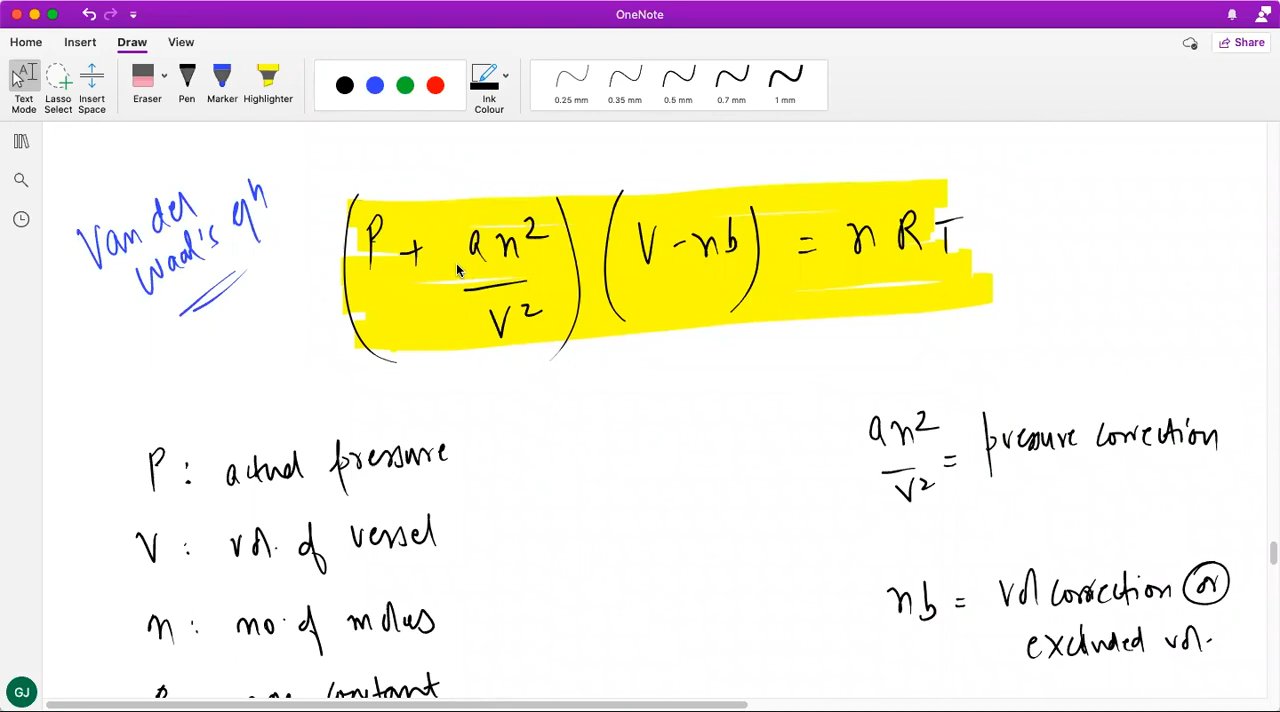 OneNote
Home Insert Draw View
Share
Text Mode
Lasso Select
Insert Space
Eraser
Pen
Marker
Highlighter
Ink Colour
0.25 mm 0.35 mm 0.5 mm 0.7 mm 1 mm
Van der
Waal's eqn
(P + an²/V²) (V - nb) = nRT
P : actual pressure
V : vol. of vessel
n : no. of moles
constant
an²/V² = pressure correction
nb = vol correction or
excluded vol.
GJ